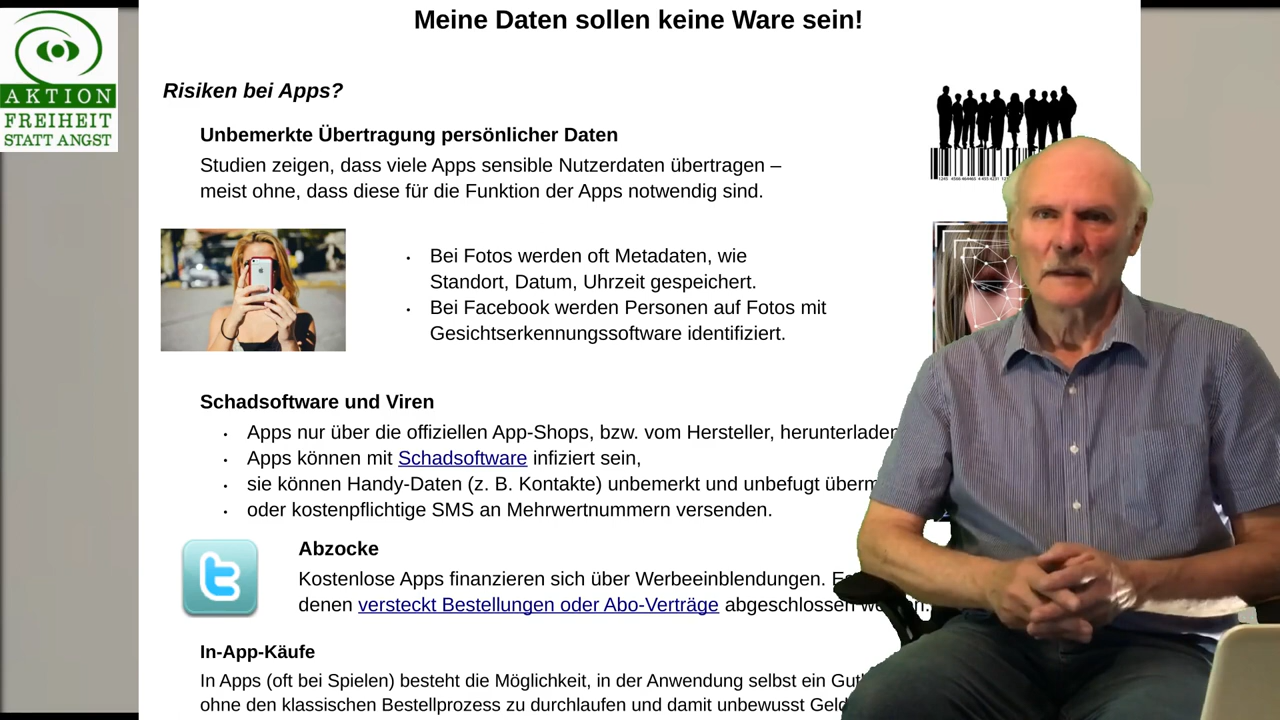 Meine Daten sollen keine Ware sein!
AKTION
FREIHEIT
STATT ANGST
Risiken bei Apps?
Unbemerkte Übertragung persönlicher Daten
Studien zeigen, dass viele Apps sensible Nutzerdaten übertragen –
meist ohne, dass diese für die Funktion der Apps notwendig sind.
• Bei Fotos werden oft Metadaten, wie
Standort, Datum, Uhrzeit gespeichert.
• Bei Facebook werden Personen auf Fotos mit
Gesichtserkennungssoftware identifiziert.
Schadsoftware und Viren
• Apps nur über die offiziellen App-Shops, bzw. vom Hersteller, herunterladen
• Apps können mit Schadsoftware infiziert sein,
• sie können Handy-Daten (z. B. Kontakte) unbemerkt und unbefugt
• oder kostenpflichtige SMS an Mehrwertnummern versenden.
Abzocke
Kostenlose Apps finanzieren sich über Werbeeinblendungen.
denen versteckt Bestellungen oder Abo-Verträge abgeschlossen
In-App-Käufe
In Apps (oft bei Spielen) besteht die Möglichkeit, in der Anwendung selbst ein
ohne den klassischen Bestellprozess zu durchlaufen und damit unbewusst Geld